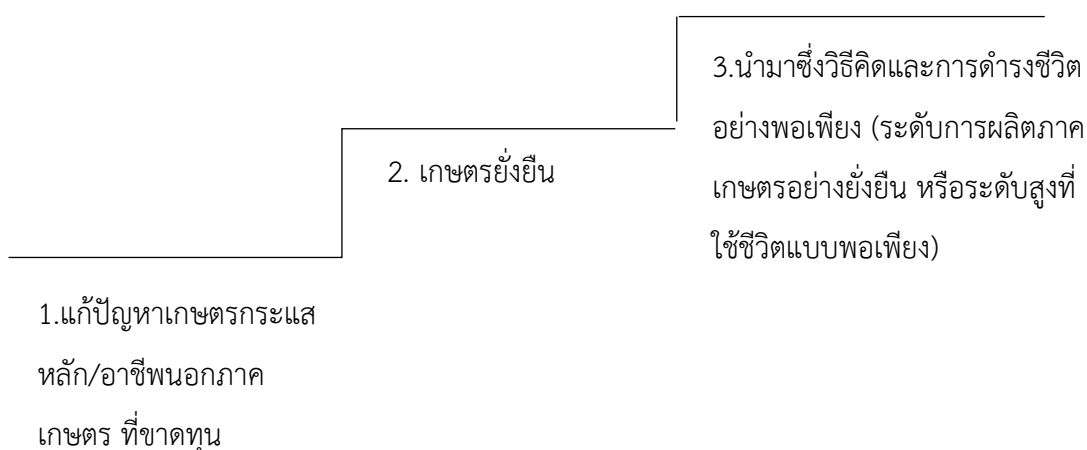 1.แก้ปัญหาเกษตรกระแส
หลัก/อาชีพนอกภาค
เกษตร ที่ขาดทุน
2. เกษตรยั่งยืน
3.นำมาซึ่งวิธีคิดและการดำรงชีวิต
อย่างพอเพียง (ระดับการผลิตภาค
เกษตรอย่างยั่งยืน หรือระดับสูงที่
ใช้ชีวิตแบบพอเพียง)